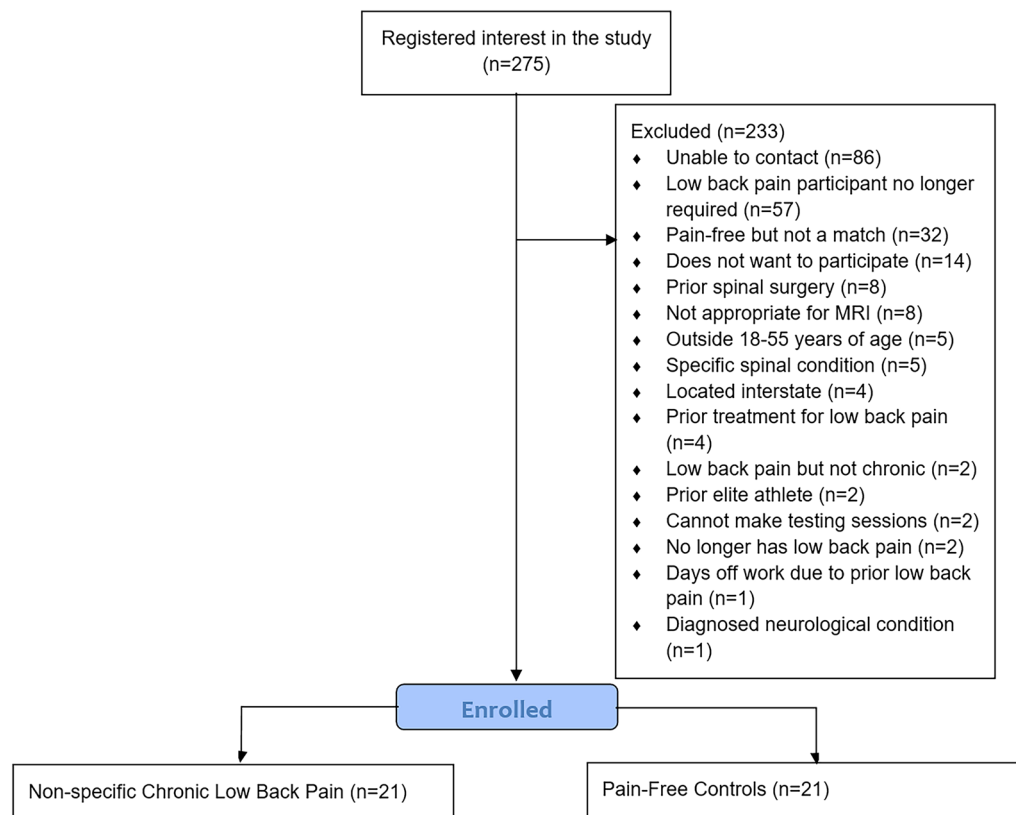 Registered interest in the study
(n=275)
Excluded (n=233)
♦ Unable to contact (n=86)
♦ Low back pain participant no longer
required (n=57)
♦ Pain-free but not a match (n=32)
♦ Does not want to participate (n=14)
♦ Prior spinal surgery (n=8)
♦ Not appropriate for MRI (n=8)
♦ Outside 18-55 years of age (n=5)
♦ Specific spinal condition (n=5)
♦ Located interstate (n=4)
♦ Prior treatment for low back pain
(n=4)
♦ Low back pain but not chronic (n=2)
♦ Prior elite athlete (n=2)
♦ Cannot make testing sessions (n=2)
♦ No longer has low back pain (n=2)
♦ Days off work due to prior low back
pain (n=1)
♦ Diagnosed neurological condition
(n=1)
Enrolled
Non-specific Chronic Low Back Pain (n=21)
Pain-Free Controls (n=21)